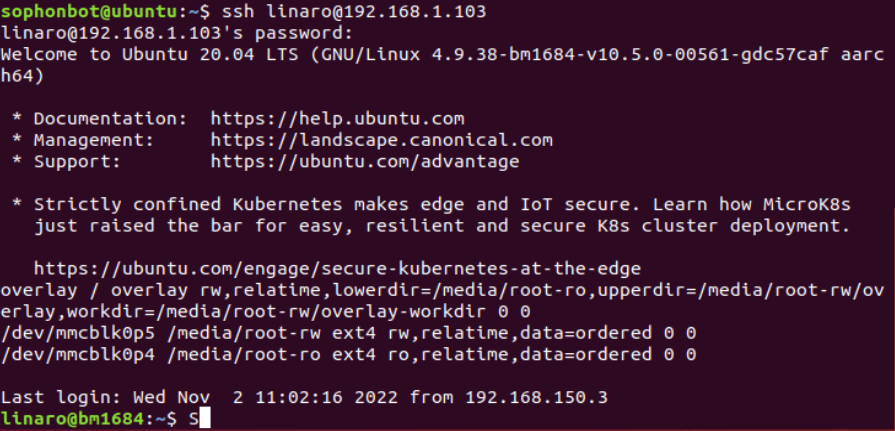 sophonbot@ubuntu:~$ ssh linaro@192.168.1.103
linaro@192.168.1.103's password:
Welcome to Ubuntu 20.04 LTS (GNU/Linux 4.9.38-bm1684-v10.5.0-00561-gdc57caf aarc
h64)
* Documentation:  https://help.ubuntu.com
* Management:     https://landscape.canonical.com
* Support:        https://ubuntu.com/advantage
* Strictly confined Kubernetes makes edge and IoT secure. Learn how MicroK8s
just raised the bar for easy, resilient and secure K8s cluster deployment.
https://ubuntu.com/engage/secure-kubernetes-at-the-edge
overlay / overlay rw,relatime,lowerdir=/media/root-ro,upperdir=/media/root-rw/ov
erlay,workdir=/media/root-rw/overlay-workdir 0 0
/dev/mmcblk0p5 /media/root-rw ext4 rw,relatime,data=ordered 0 0
/dev/mmcblk0p4 /media/root-ro ext4 ro,relatime,data=ordered 0 0
Last login: Wed Nov  2 11:02:16 2022 from 192.168.150.3
linaro@bm1684:~$ S